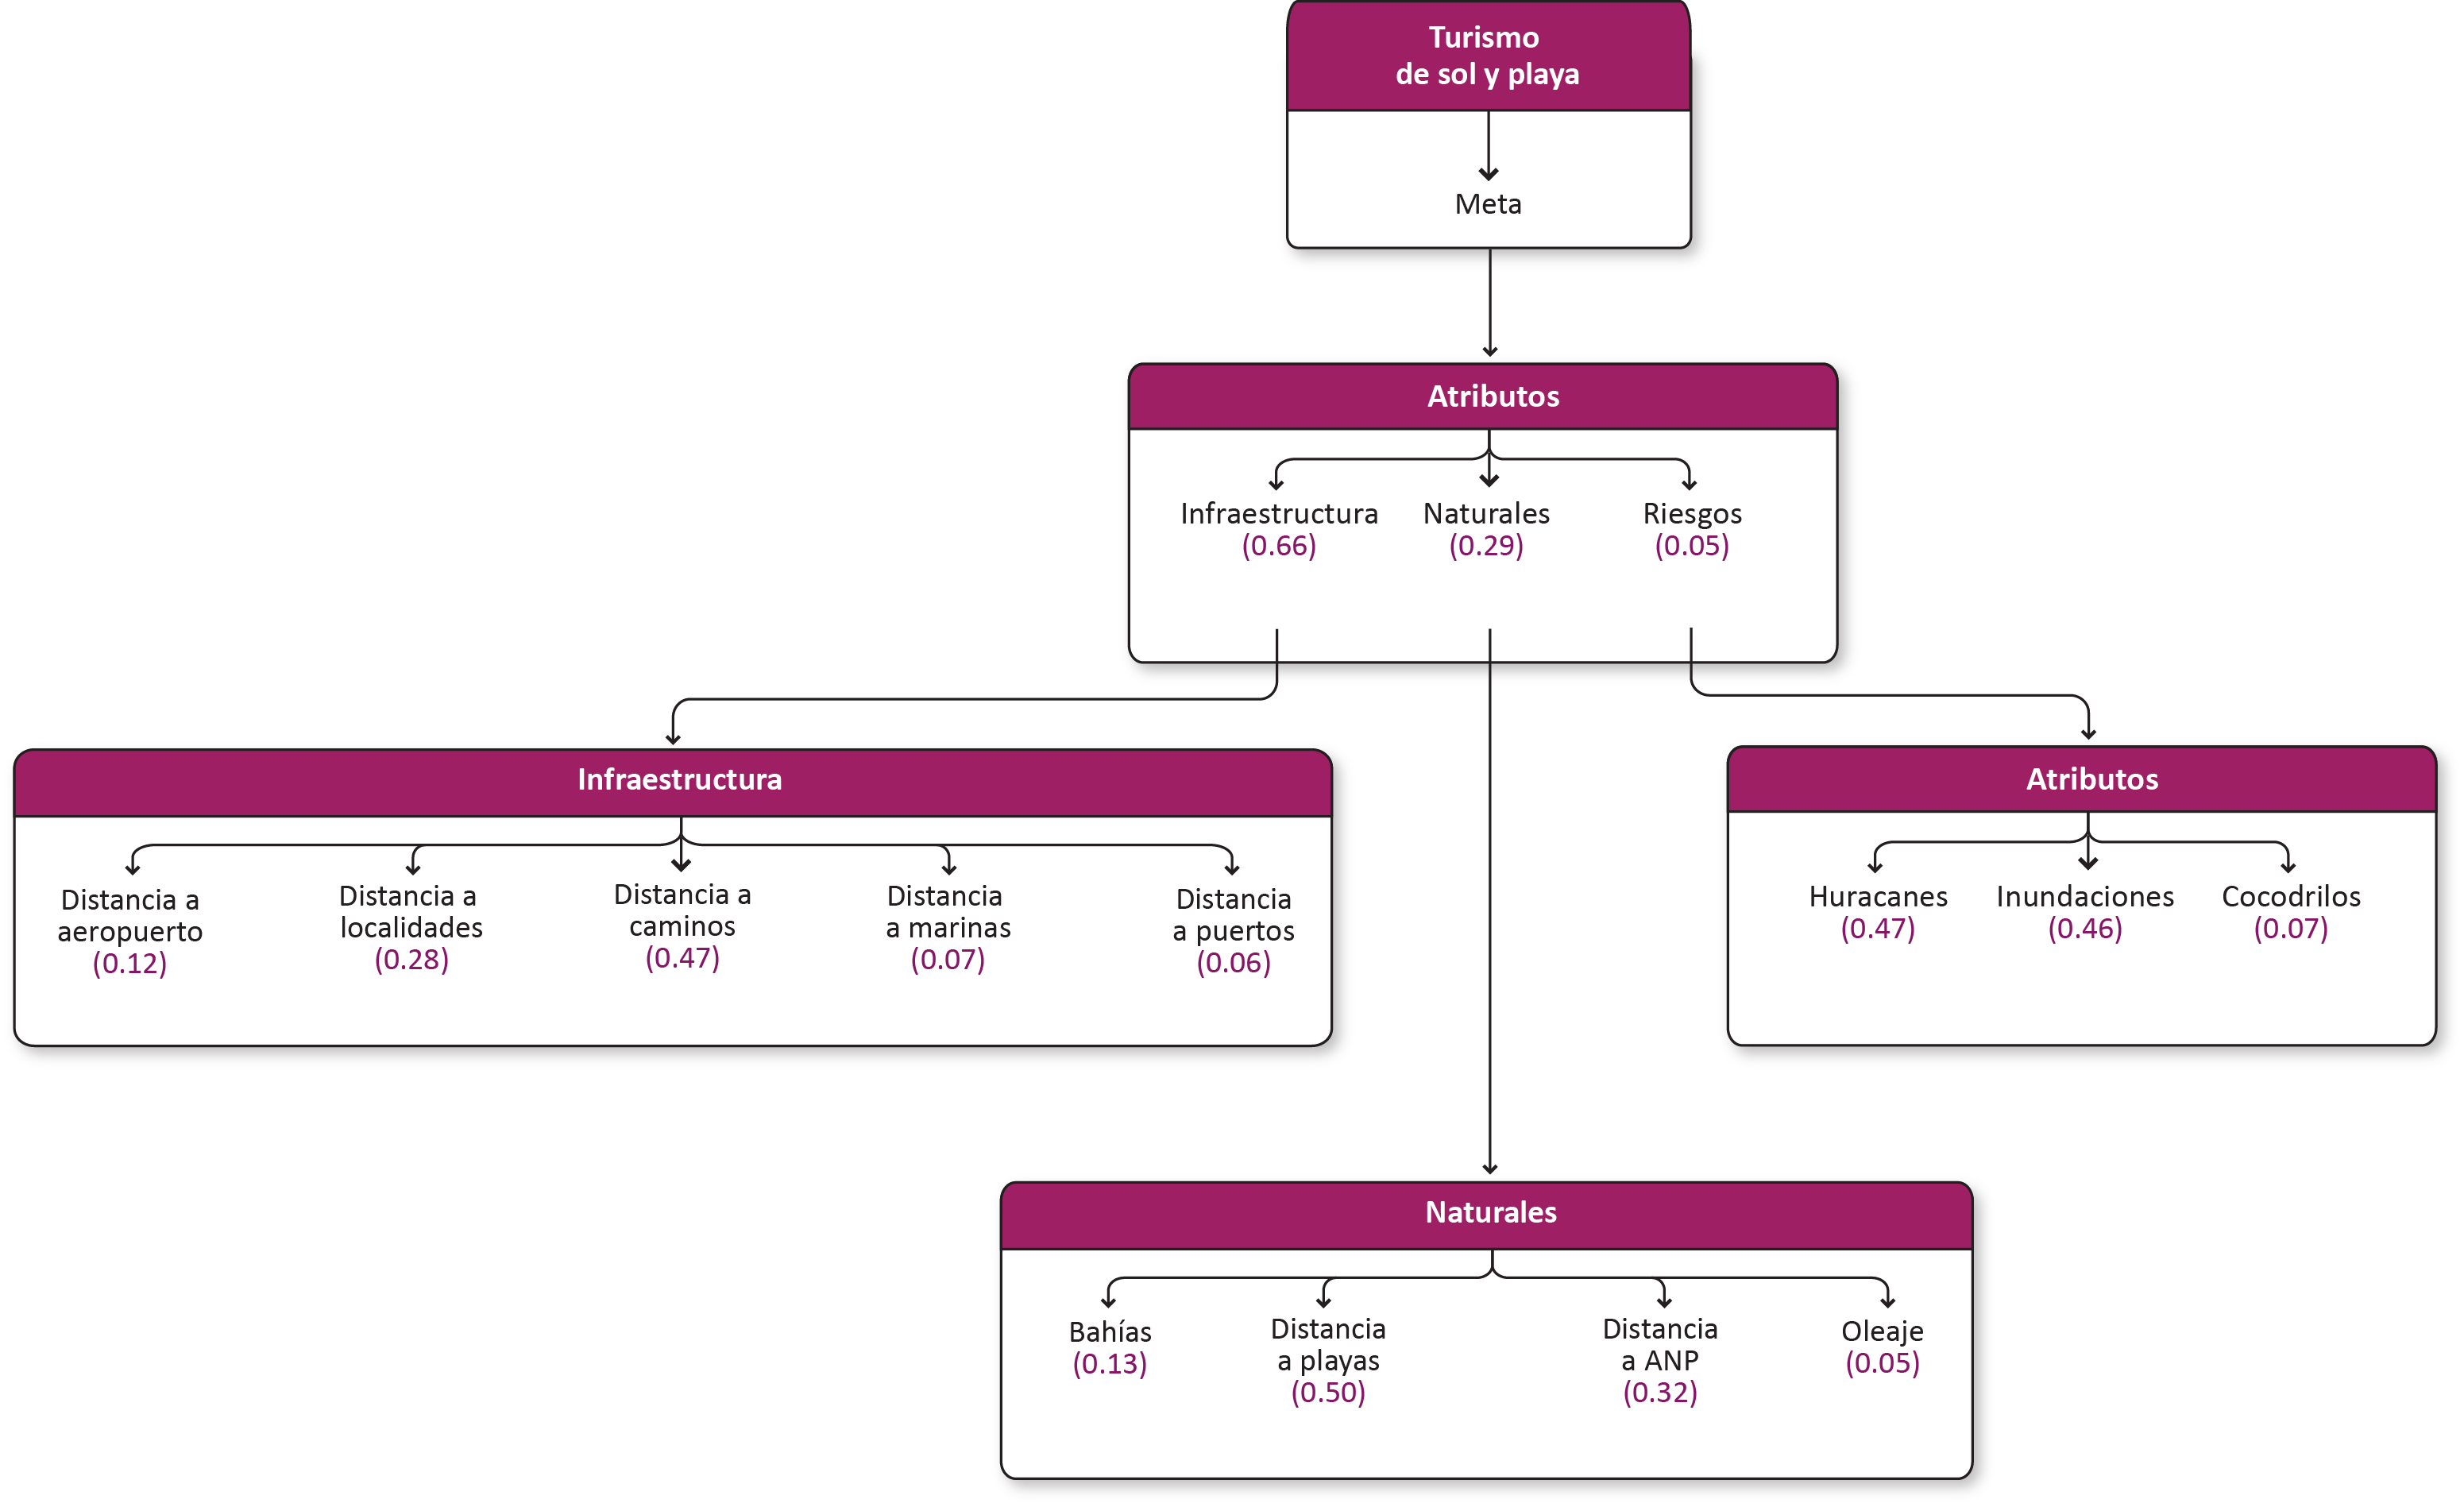 Turismo
de sol y playa
Meta
Atributos
Infraestructura
(0.66)
Naturales
(0.29)
Riesgos
(0.05)
Infraestructura
Distancia a
aeropuerto
(0.12)
Distancia a
localidades
(0.28)
Distancia a
caminos
(0.47)
Distancia
a marinas
(0.07)
Distancia
a puertos
(0.06)
Atributos
Huracanes
(0.47)
Inundaciones
(0.46)
Cocodrilos
(0.07)
Naturales
Bahías
(0.13)
Distancia
a playas
(0.50)
Distancia
a ANP
(0.32)
Oleaje
(0.05)